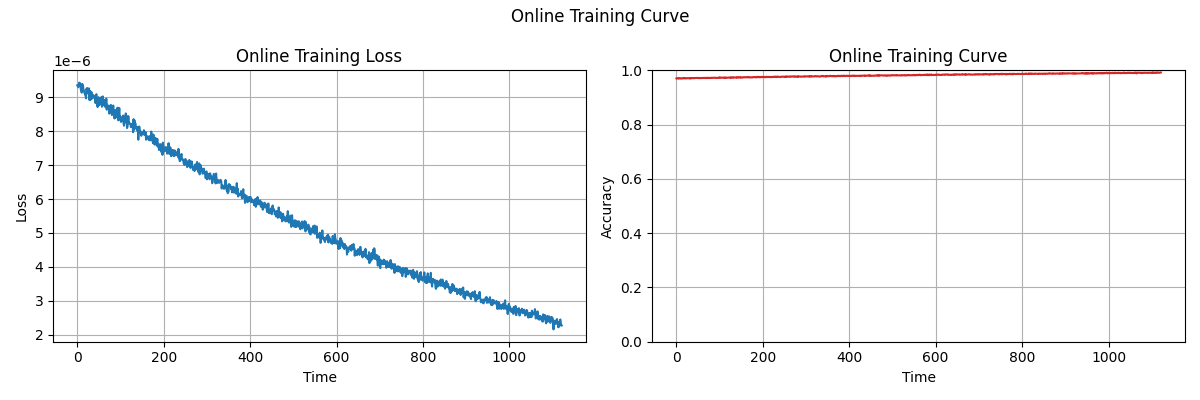 Online Training Curve
Online Training Loss
1e−6
9
8
7
6
5
4
3
2
Loss
0 200 400 600 800 1000
Time
Online Training Curve
1.0
0.8
0.6
0.4
0.2
0.0
Accuracy
0 200 400 600 800 1000
Time